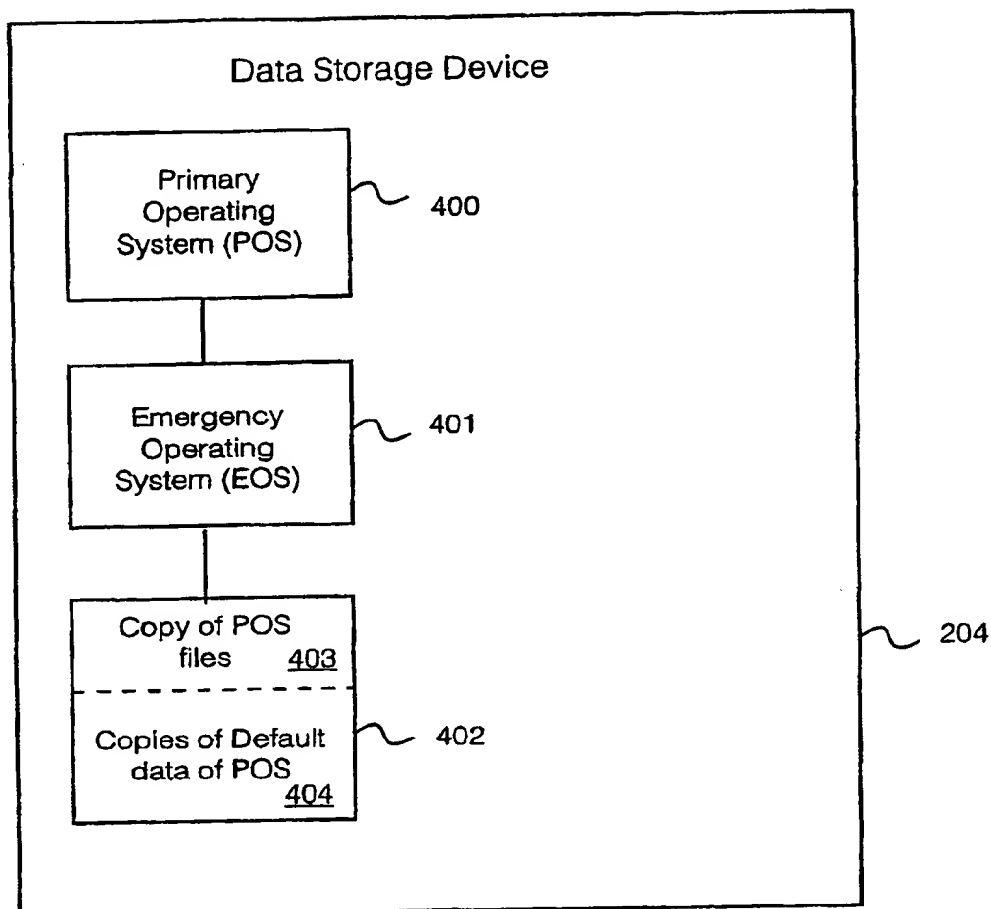 Data Storage Device
Primary
Operating
System (POS)
400
Emergency
Operating
System (EOS)
401
204
Copy of POS
files 403
Copies of Default
data of POS
404
402